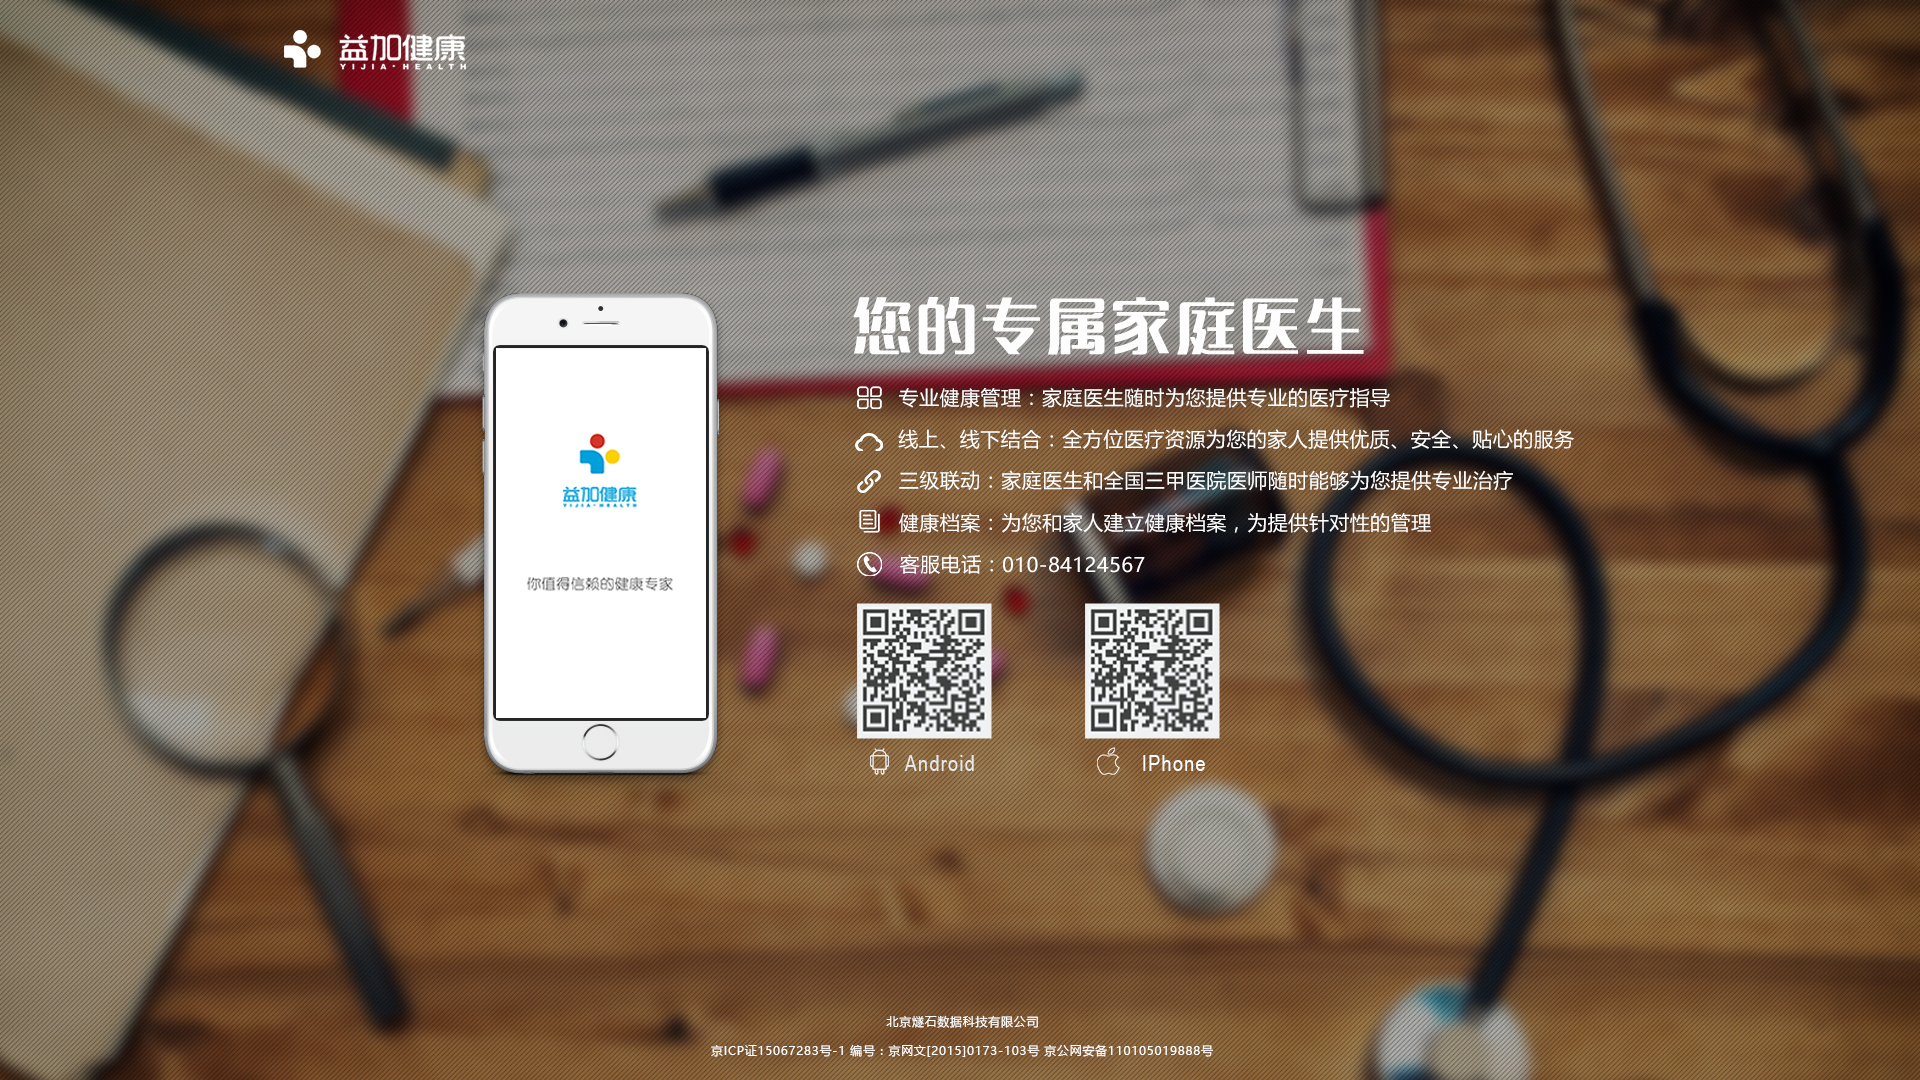 益加健康
YIJIA·HEALTH
您的专属家庭医生
专业健康管理：家庭医生随时为您提供专业的医疗指导
线上、线下结合：全方位医疗资源为您的家人提供优质、安全、贴心的服务
三级联动：家庭医生和全国三甲医院医师随时能够为您提供专业治疗
健康档案：为您和家人建立健康档案，为提供针对性的管理
客服电话：010-84124567
益加健康
YIJIA·HEALTH
你值得信赖的健康专家
Android
IPhone
北京燧石数据科技有限公司
京ICP证15067283号-1 编号：京网文[2015]0173-103号 京公网安备110105019888号